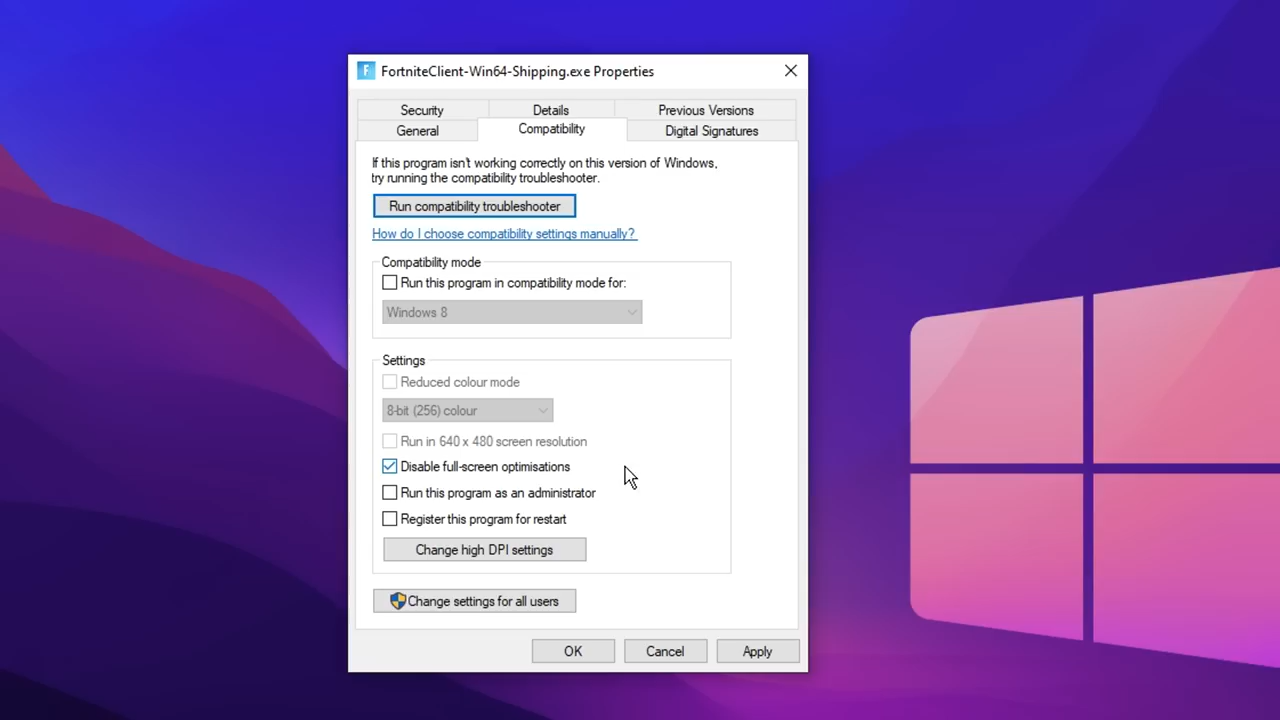 F FortniteClient-Win64-Shipping.exe Properties
Security Details Previous Versions
General Compatibility Digital Signatures
If this program isn't working correctly on this version of Windows,
try running the compatibility troubleshooter.
Run compatibility troubleshooter
How do I choose compatibility settings manually?
Compatibility mode
Run this program in compatibility mode for:
Windows 8
Settings
Reduced colour mode
8-bit (256) colour
Run in 640 x 480 screen resolution
Disable full-screen optimisations
Run this program as an administrator
Register this program for restart
Change high DPI settings
Change settings for all users
OK Cancel Apply